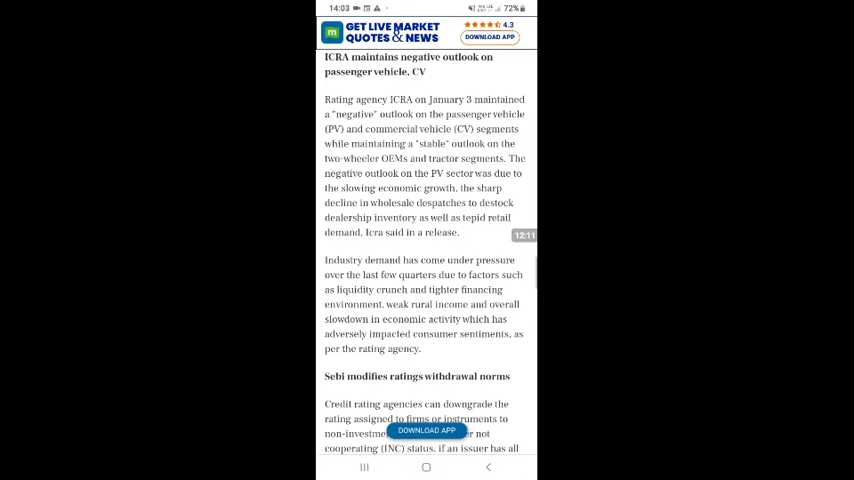 14:03
72%
GET LIVE MARKET
QUOTES & NEWS
4.3
DOWNLOAD APP
ICRA maintains negative outlook on
passenger vehicle, CV
Rating agency ICRA on January 3 maintained
a "negative" outlook on the passenger vehicle
(PV) and commercial vehicle (CV) segments
while maintaining a "stable" outlook on the
two-wheeler OEMs and tractor segments. The
negative outlook on the PV sector was due to
the slowing economic growth, the sharp
decline in wholesale despatches to destock
dealership inventory as well as tepid retail
demand, Icra said in a release.
12:11
Industry demand has come under pressure
over the last few quarters due to factors such
as liquidity crunch and tighter financing
environment, weak rural income and overall
slowdown in economic activity which has
adversely impacted consumer sentiments, as
per the rating agency.
Sebi modifies ratings withdrawal norms
Credit rating agencies can downgrade the
rating assigned to firms or instruments to
DOWNLOAD APP
not
cooperating (INC) status, if an issuer has all